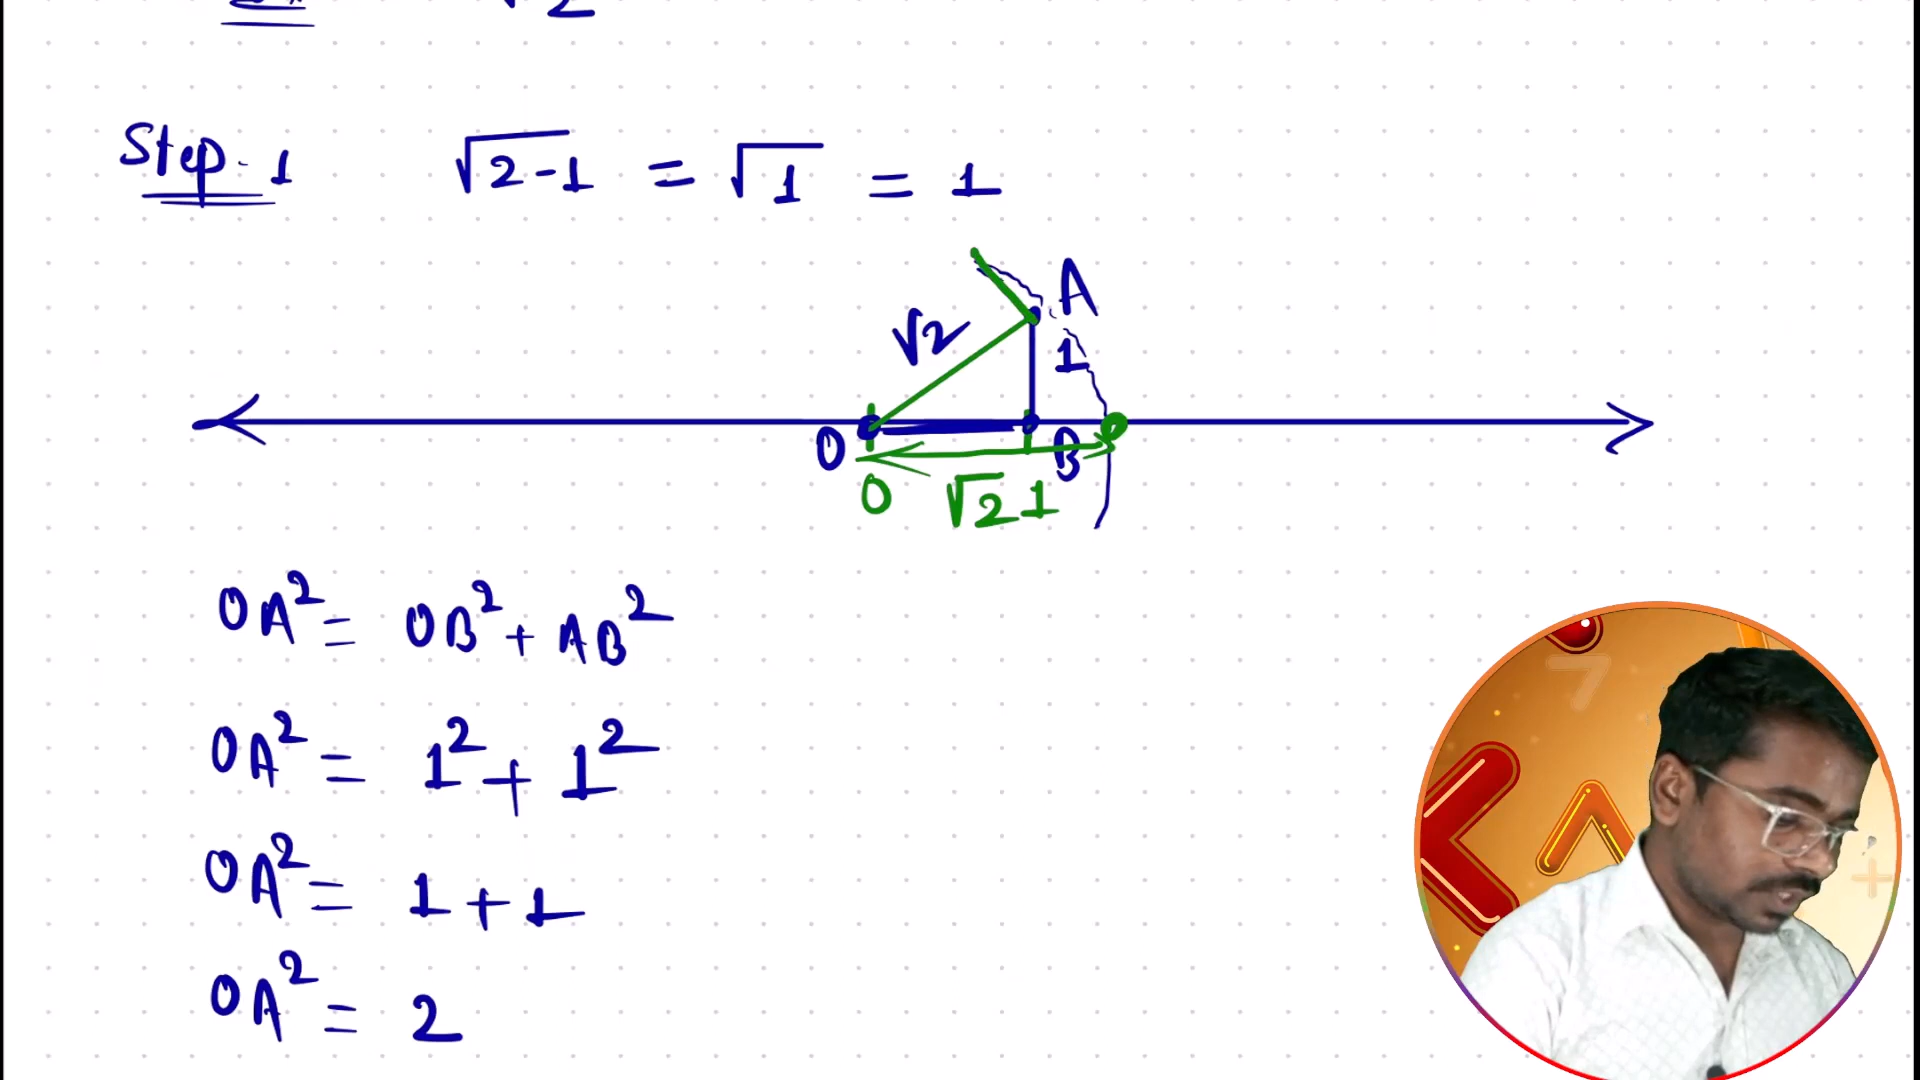 √2
Step-1 √2-1 = √1 = 1
A
√2
1
O B
0 √2 1
OA² = OB² + AB²
OA² = 1² + 1²
OA² = 1 + 1
OA² = 2